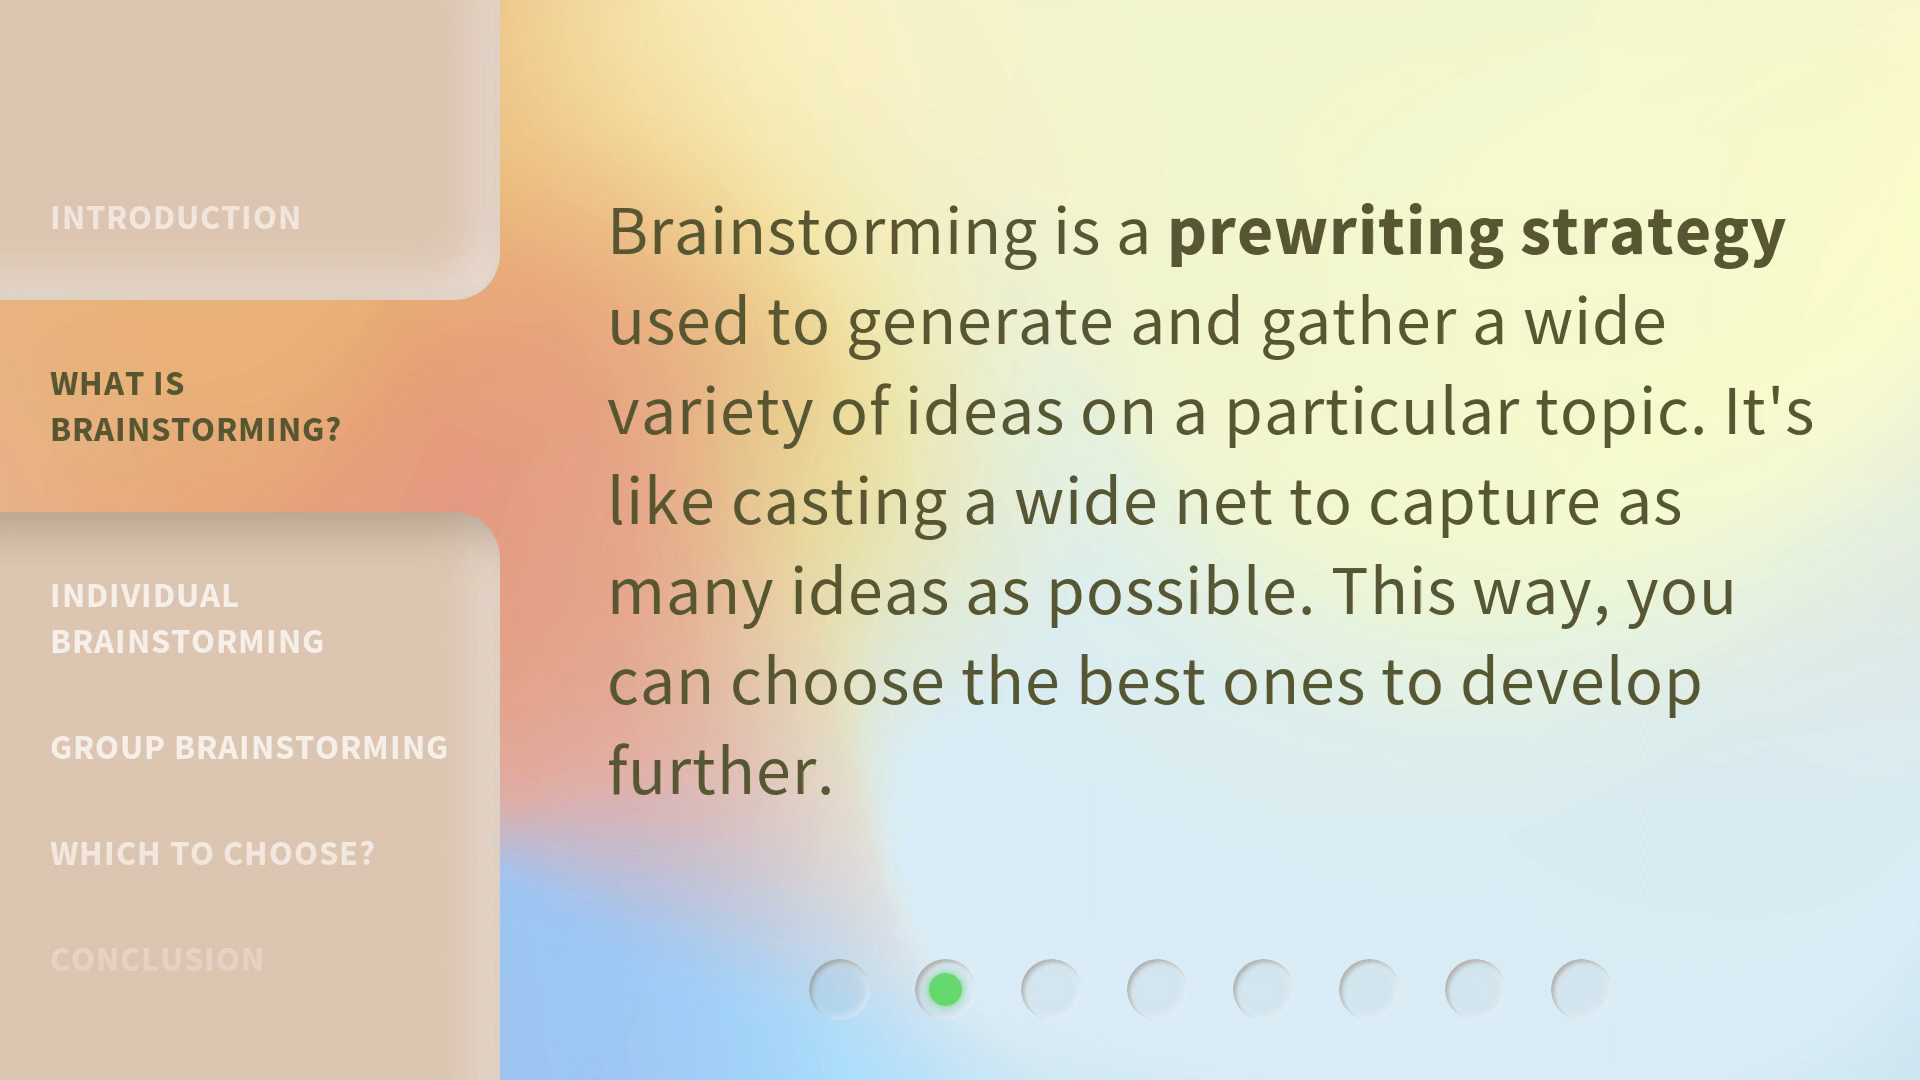 INTRODUCTION
WHAT IS
BRAINSTORMING?
INDIVIDUAL
BRAINSTORMING
GROUP BRAINSTORMING
WHICH TO CHOOSE?
CONCLUSION
Brainstorming is a prewriting strategy
used to generate and gather a wide
variety of ideas on a particular topic. It's
like casting a wide net to capture as
many ideas as possible. This way, you
can choose the best ones to develop
further.